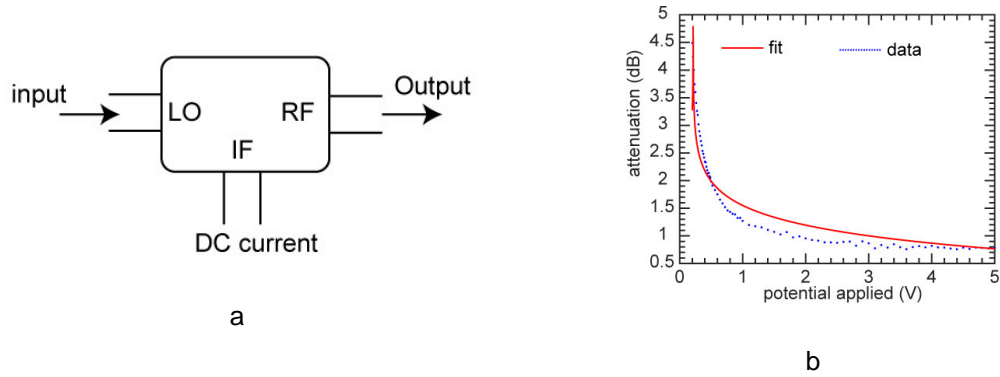 input
LO
RF
Output
IF
DC current
a
5
4.5
4
3.5
3
2.5
2
1.5
1
0.5
attenuation (dB)
fit
data
0
1
2
3
4
5
potential applied (V)
b